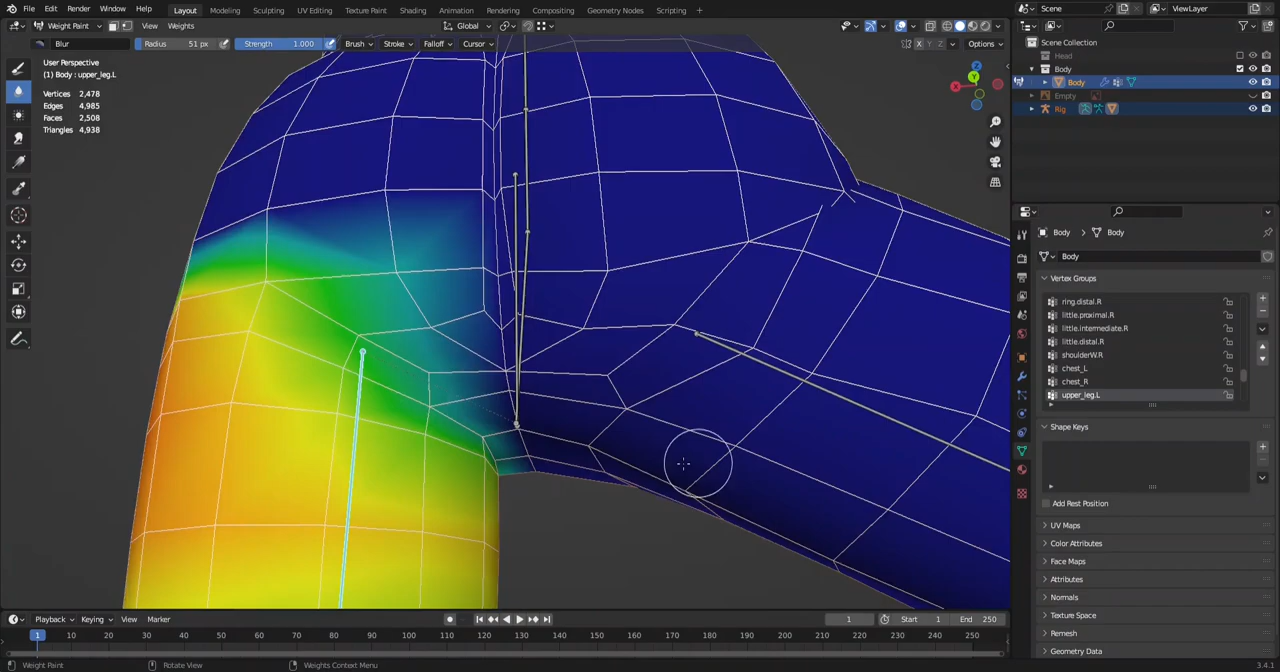 File Edit Render Window Help Layout Modeling Sculpting UV Editing Texture Paint Shading Animation Rendering Compositing Geometry Nodes Scripting Scene ViewLayer
Weight Paint View Weights Global
Blur Radius 51 px Strength 1.000 Brush Stroke Falloff Cursor X Y Z Options
User Perspective
(1) Body : upper_leg.L
Vertices 2,478
Edges 4,985
Faces 2,508
Triangles 4,938
X
Y
Z
Scene Collection
Head
Body
Body
Empty
Rig
Body Body
Body
Vertex Groups
ring.distal.R
little.proximal.R
little.intermediate.R
little.distal.R
shoulderW.R
chest_L
chest_R
upper_leg.L
Shape Keys
Add Rest Position
UV Maps
Color Attributes
Face Maps
Attributes
Normals
Texture Space
Remesh
Geometry Data
Playback Keying View Marker 1 Start 1 End 250
1 10 20 30 40 50 60 70 80 90 100 110 120 130 140 150 160 170 180 190 200 210 220 230 240 250
Weight Paint Rotate View Weights Context Menu 3.4.1